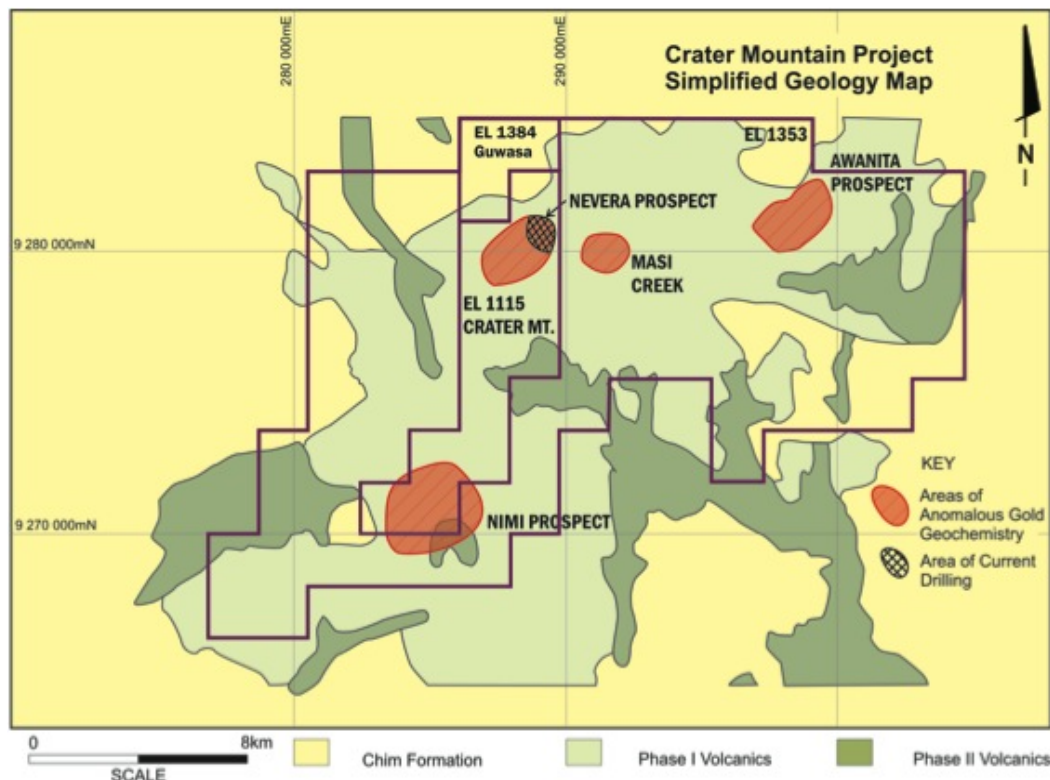 280 000mE
290 000mE
Crater Mountain Project
Simplified Geology Map
N
EL 1384
Guwasa
EL 1353
AWANITA
PROSPECT
NEVERA PROSPECT
9 280 000mN
MASI
CREEK
EL 1115
CRATER MT.
KEY
Areas of
Anomalous Gold
Geochemistry
NIMI PROSPECT
9 270 000mN
Area of Current
Drilling
0
8km
SCALE
Chim Formation
Phase I Volcanics
Phase II Volcanics